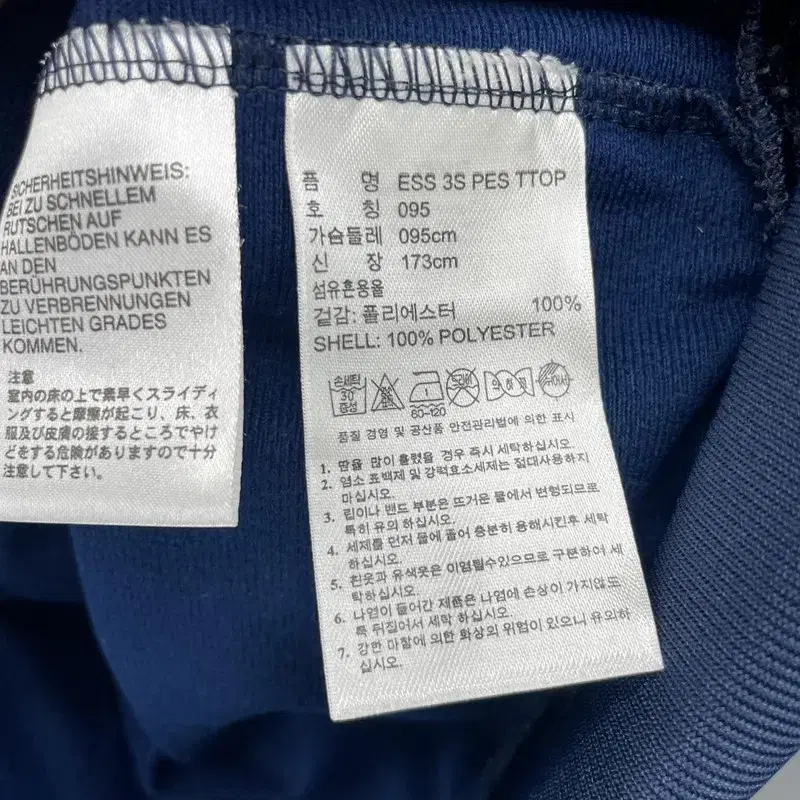 SICHERHEITSHINWEIS:
BEI ZU SCHNELLEM
RUTSCHEN AUF
HALLENBÖDEN KANN ES
AN DEN
BERÜHRUNGSPUNKTEN
ZU VERBRENNUNGEN
LEICHTEN GRADES
KOMMEN.
注意
室内の床の上で素早くスライディ
ングすると摩擦が起こり、床、衣
服及び皮膚の接するところでやけ
どをする危険がありますので十分
注意して下さい。
품 명 ESS 3S PES TTOP
호 칭 095
가슴둘레 095cm
신 장 173cm
섬유혼용율
겉감: 폴리에스터 100%
SHELL: 100% POLYESTER
손세탁
30
중성
60-120
드라이
약하게
품질 경영 및 공산품 안전관리법에 의한 표시
1. 땀을 많이 흘렸을 경우 즉시 세탁하십시오.
2. 염소 표백제 및 강력효소세제는 절대사용하지
마십시오.
3. 립이나 밴드 부분은 뜨거운 물에서 변형되므로
특히 유의 하십시오.
4. 세제를 먼저 물에 풀어 충분히 용해시킨후 세탁
하십시오.
5. 흰옷과 유색옷은 이염될수있으므로 구분하여 세
탁하십시오.
6. 나염이 들어간 제품은 나염에 손상이 가지않도
록 뒤집어서 세탁 하십시오.
7. 강한 마찰에 의한 화상의 위험이 있으니 유의하
십시오.